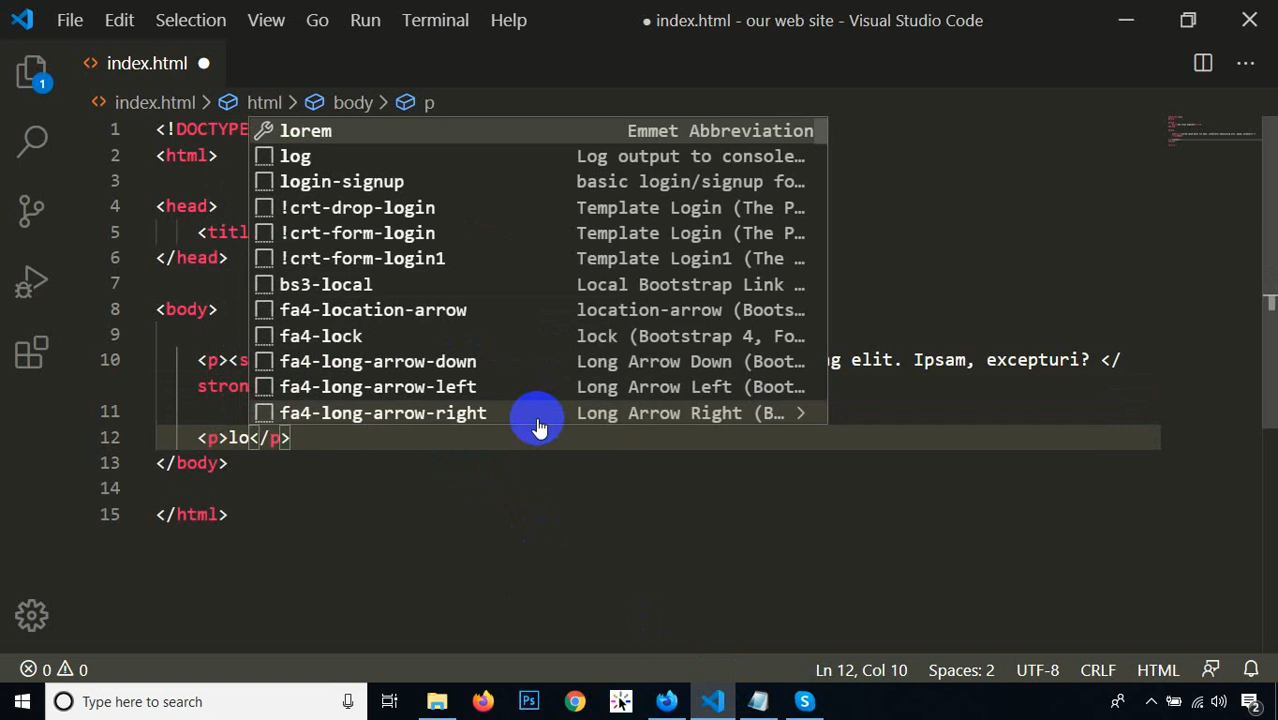 File Edit Selection View Go Run Terminal Help ● index.html - our web site - Visual Studio Code
index.html ●
1
index.html > html > body > p
1 <!DOCTYPE
2 <html>
3
4 <head>
5 <titl
6 </head>
7
8 <body>
9
10 <p><s g elit. Ipsam, excepturi? </
stron
11
12 <p>lo</p>
13 </body>
14
15 </html>
lorem Emmet Abbreviation
log Log output to console…
login-signup basic login/signup fo…
!crt-drop-login Template Login (The P…
!crt-form-login Template Login (The P…
!crt-form-login1 Template Login1 (The …
bs3-local Local Bootstrap Link …
fa4-location-arrow location-arrow (Boots…
fa4-lock lock (Bootstrap 4, Fo…
fa4-long-arrow-down Long Arrow Down (Boot…
fa4-long-arrow-left Long Arrow Left (Boot…
fa4-long-arrow-right Long Arrow Right (B… >
0 0 Ln 12, Col 10 Spaces: 2 UTF-8 CRLF HTML
Type here to search Ps S 2